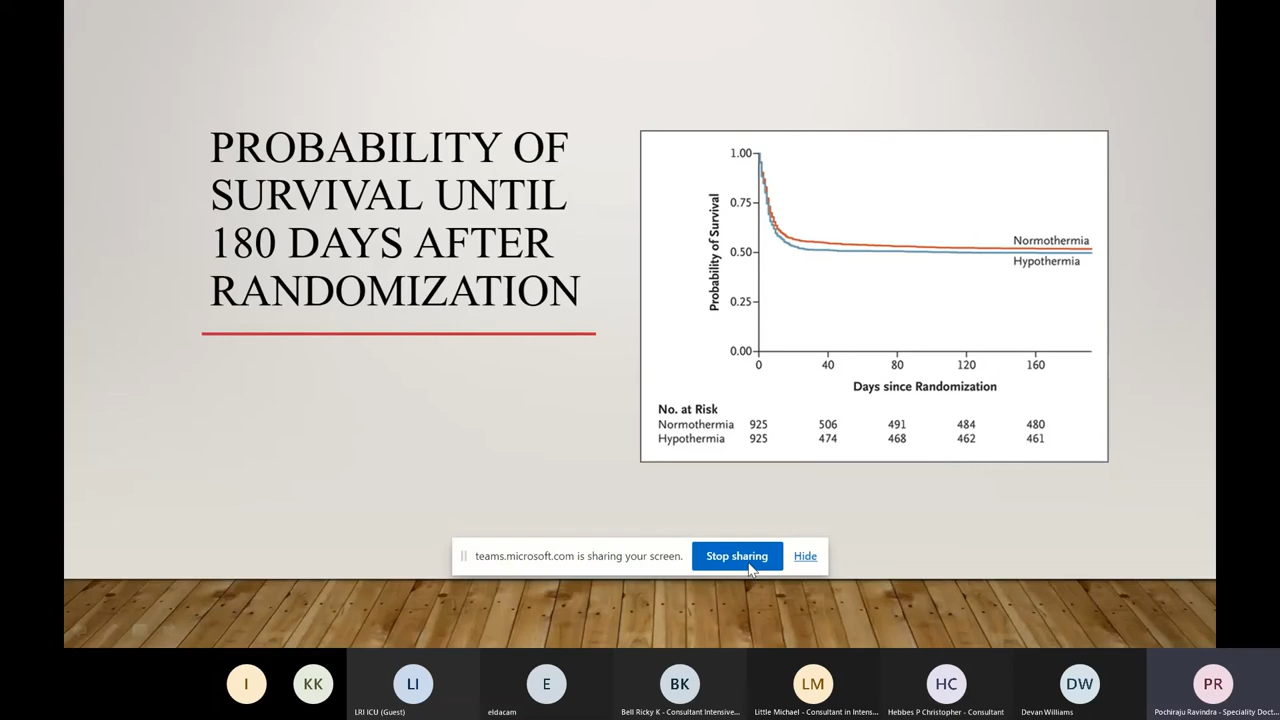 PROBABILITY OF
SURVIVAL UNTIL
180 DAYS AFTER
RANDOMIZATION
1.00
0.75
0.50
0.25
0.00
Probability of Survival
Normothermia
Hypothermia
0 40 80 120 160
Days since Randomization
No. at Risk
Normothermia 925 506 491 484 480
Hypothermia 925 474 468 462 461
teams.microsoft.com is sharing your screen. Stop sharing Hide
I KK LI E BK LM HC DW PR
LRI ICU (Guest) eldacam Bell Ricky K - Consultant Intensive... Little Michael - Consultant in Intens... Hebbes P Christopher - Consultant Devan Williams Pochiraju Ravindra - Speciality Doct...